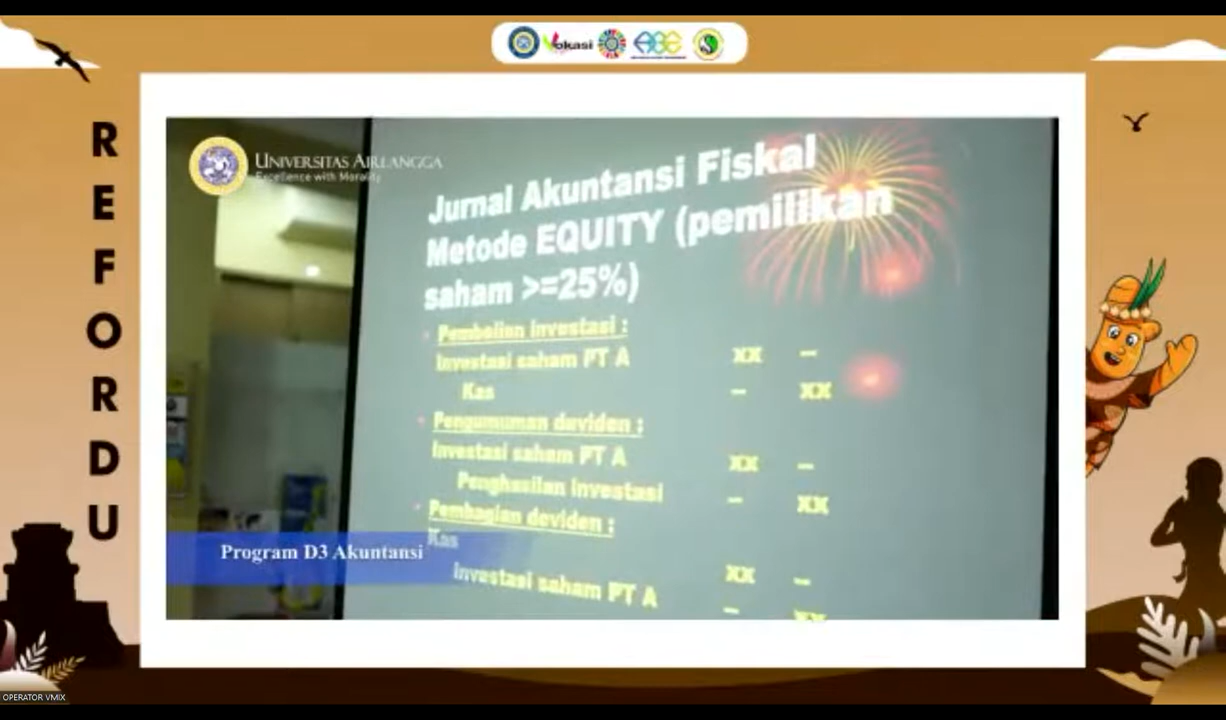 Vokasi
REFORDU
UNIVERSITAS AIRLANGGA
Excellence with Morality
Jurnal Akuntansi Fiskal
Metode EQUITY (pemilikan
saham >=25%)
Pembelian investasi :
Investasi saham PT A XX –
Kas – XX
Pengumuman deviden :
Investasi saham PT A XX –
Penghasilan investasi – XX
Pembagian deviden :
Kas XX –
Investasi saham PT A – XX
Program D3 Akuntansi
OPERATOR VMIX